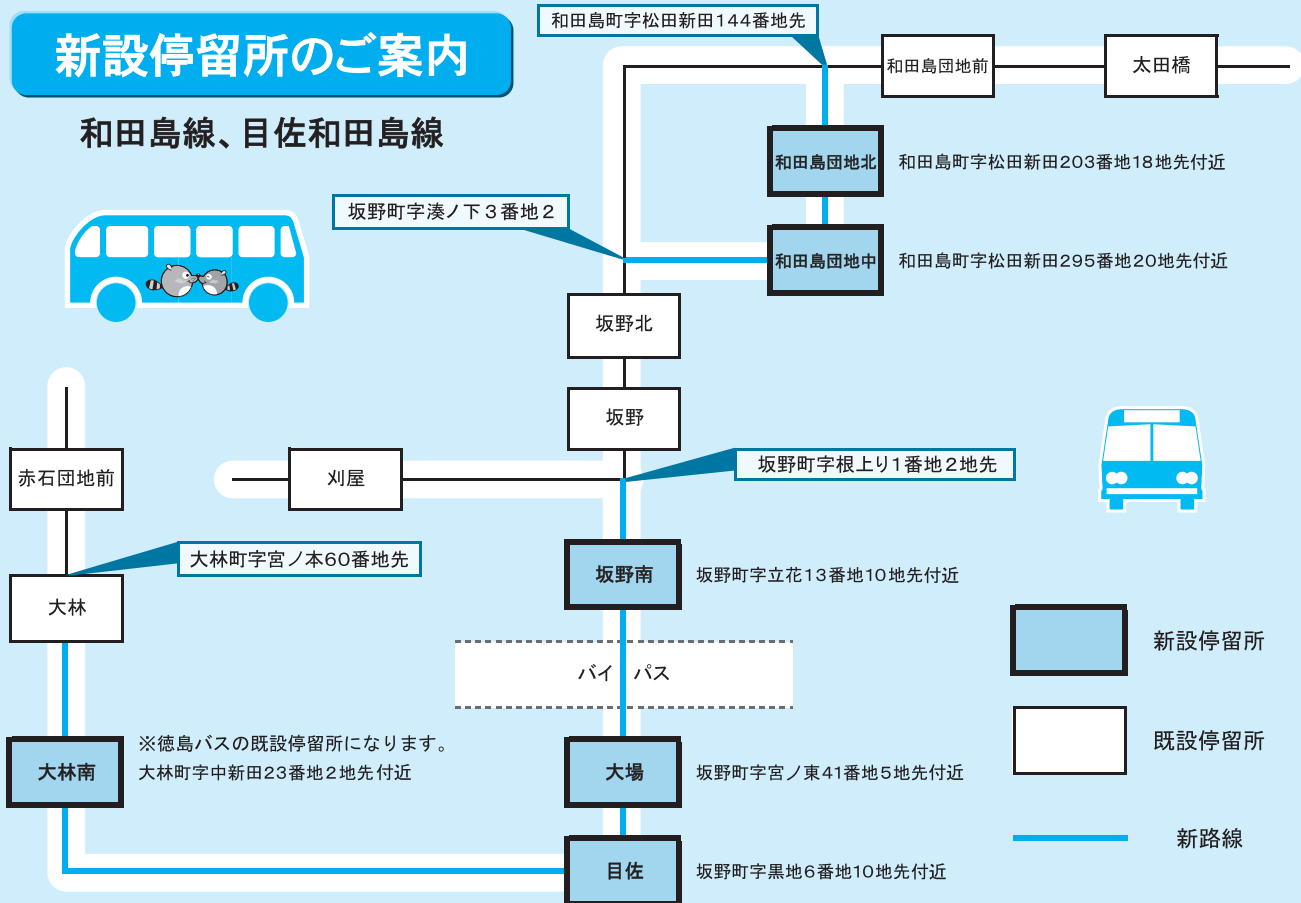 新設停留所のご案内
和田島線、目佐和田島線
和田島町字松田新田144番地先
和田島団地前
太田橋
和田島団地北
和田島町字松田新田203番地18地先付近
坂野町字湊ノ下3番地2
和田島団地中
和田島町字松田新田295番地20地先付近
坂野北
坂野
坂野町字根上り1番地2地先
赤石団地前
刈屋
大林町字宮ノ本60番地先
大林
坂野南
坂野町字立花13番地10地先付近
新設停留所
バイパス
既設停留所
※徳島バスの既設停留所になります。
大林南
大林町字中新田23番地2地先付近
大場
坂野町字宮ノ東41番地5地先付近
新路線
目佐
坂野町字黒地6番地10地先付近